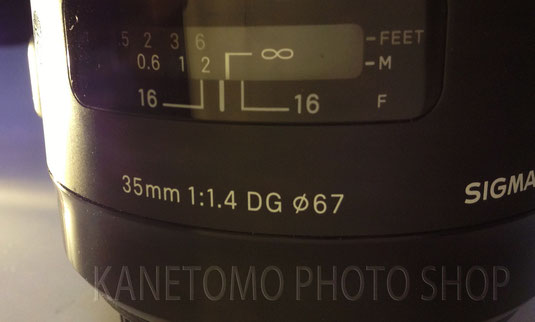 5 2 3 6 -FEET
0.6 1 2 ∞ -M
16 16 F
35mm 1:1.4 DG ø67
SIGMA
KANETOMO PHOTO SHOP